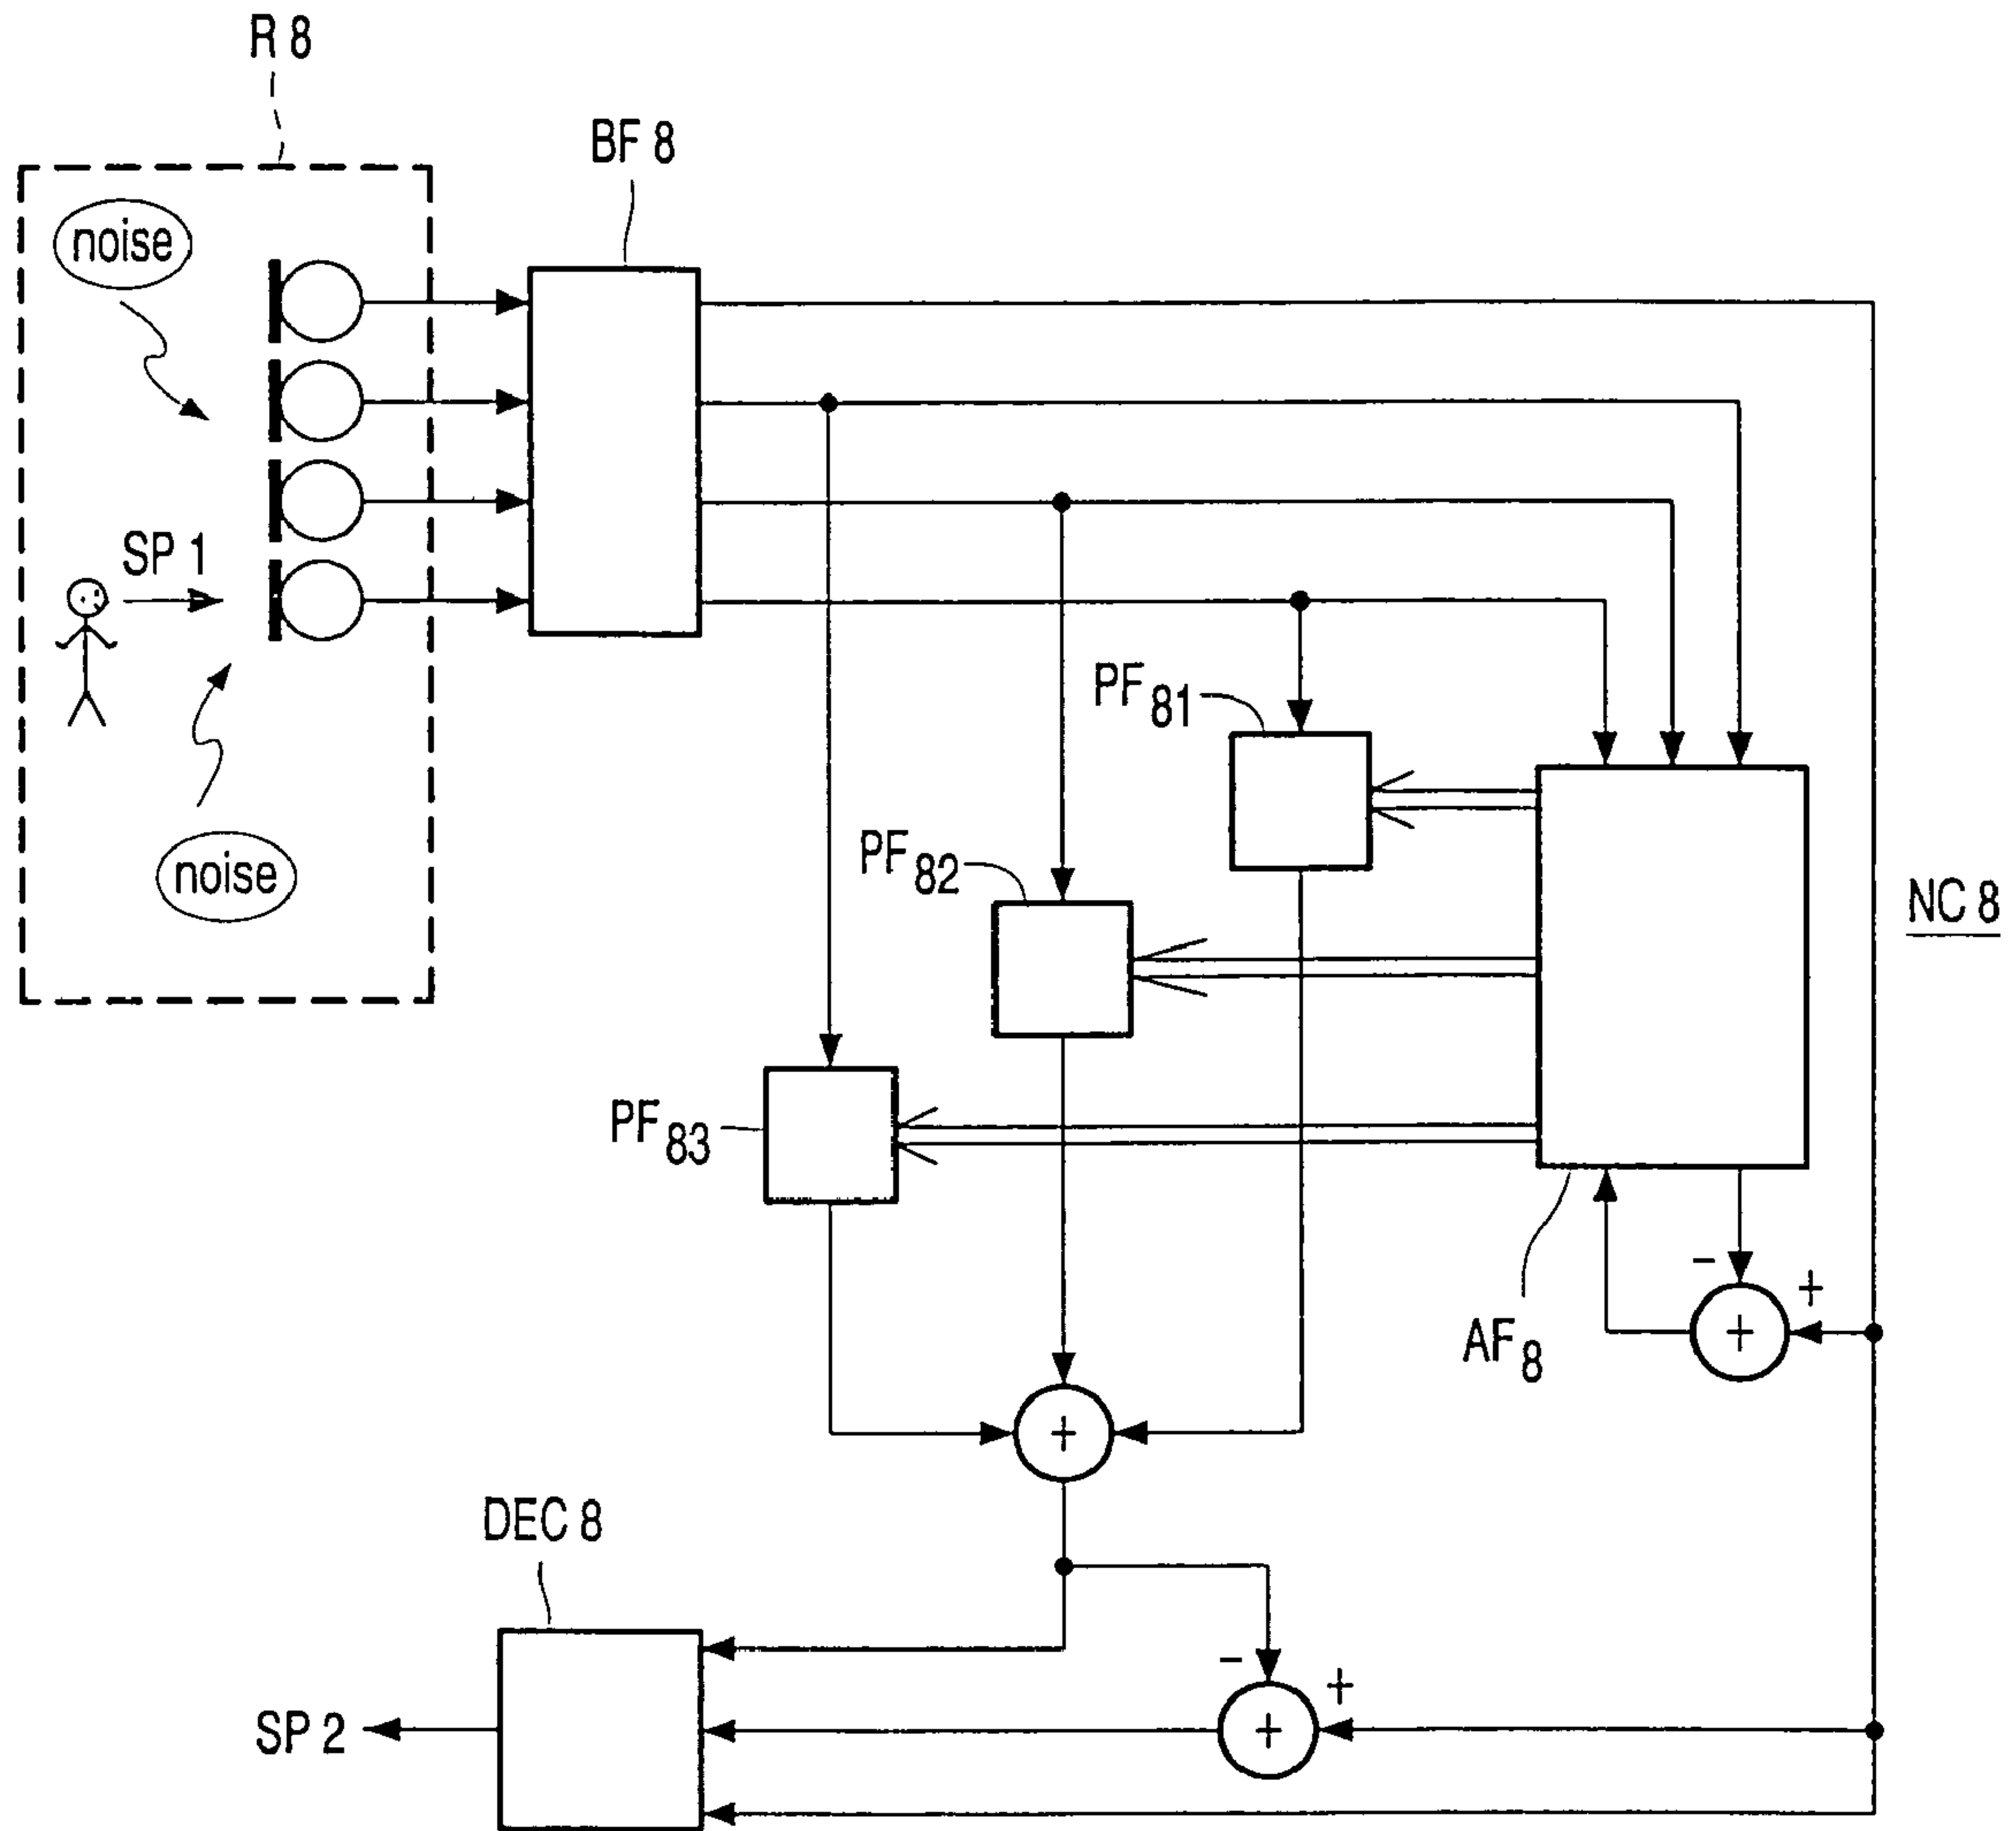 R 8
BF 8
noise
SP 1
noise
PF 81
PF 82
NC 8
PF 83
- +
+
AF 8
+
DEC 8
- +
+
SP 2